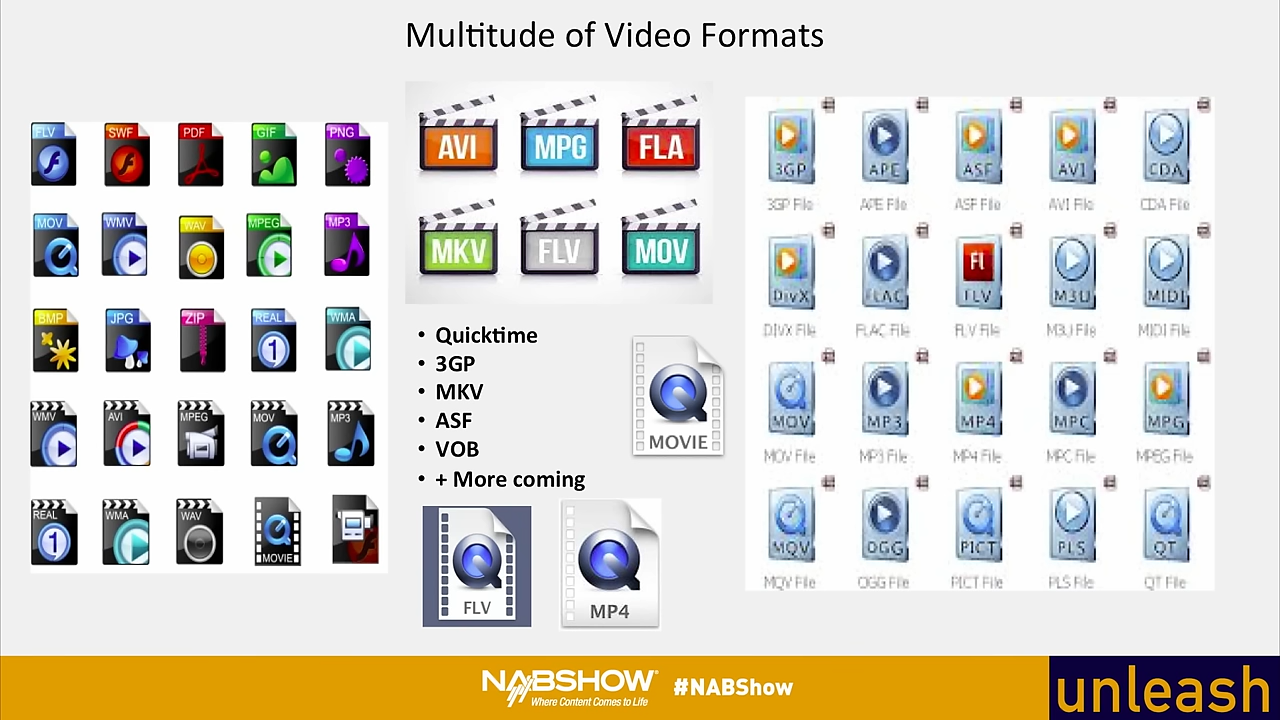 Multitude of Video Formats
FLV SWF PDF GIF PNG
MOV WMV WAV MPEG MP3
BMP JPG ZIP REAL WMA
WMV AVI MPEG MOV MP3
REAL WMA WAV MOVIE
AVI MPG FLA
MKV FLV MOV
• Quicktime
• 3GP
• MKV
• ASF
• VOB
• + More coming
MOVIE
FLV MP4
3GP APE ASF AVI CDA
3GP File APE File ASF File AVI File CDA File
DivX FLAC Fl FLV M3U MIDI
DIVX File FLAC File FLV File M3U File MIDI File
MOV MP3 MP4 MPC MPG
MOV File MP3 File MP4 File MPC File MPEG File
MQV OGG PICT PLS QT
MQV File OGG File PICT File PLS File QT File
NABSHOW
Where Content Comes to Life
#NABShow
unleash